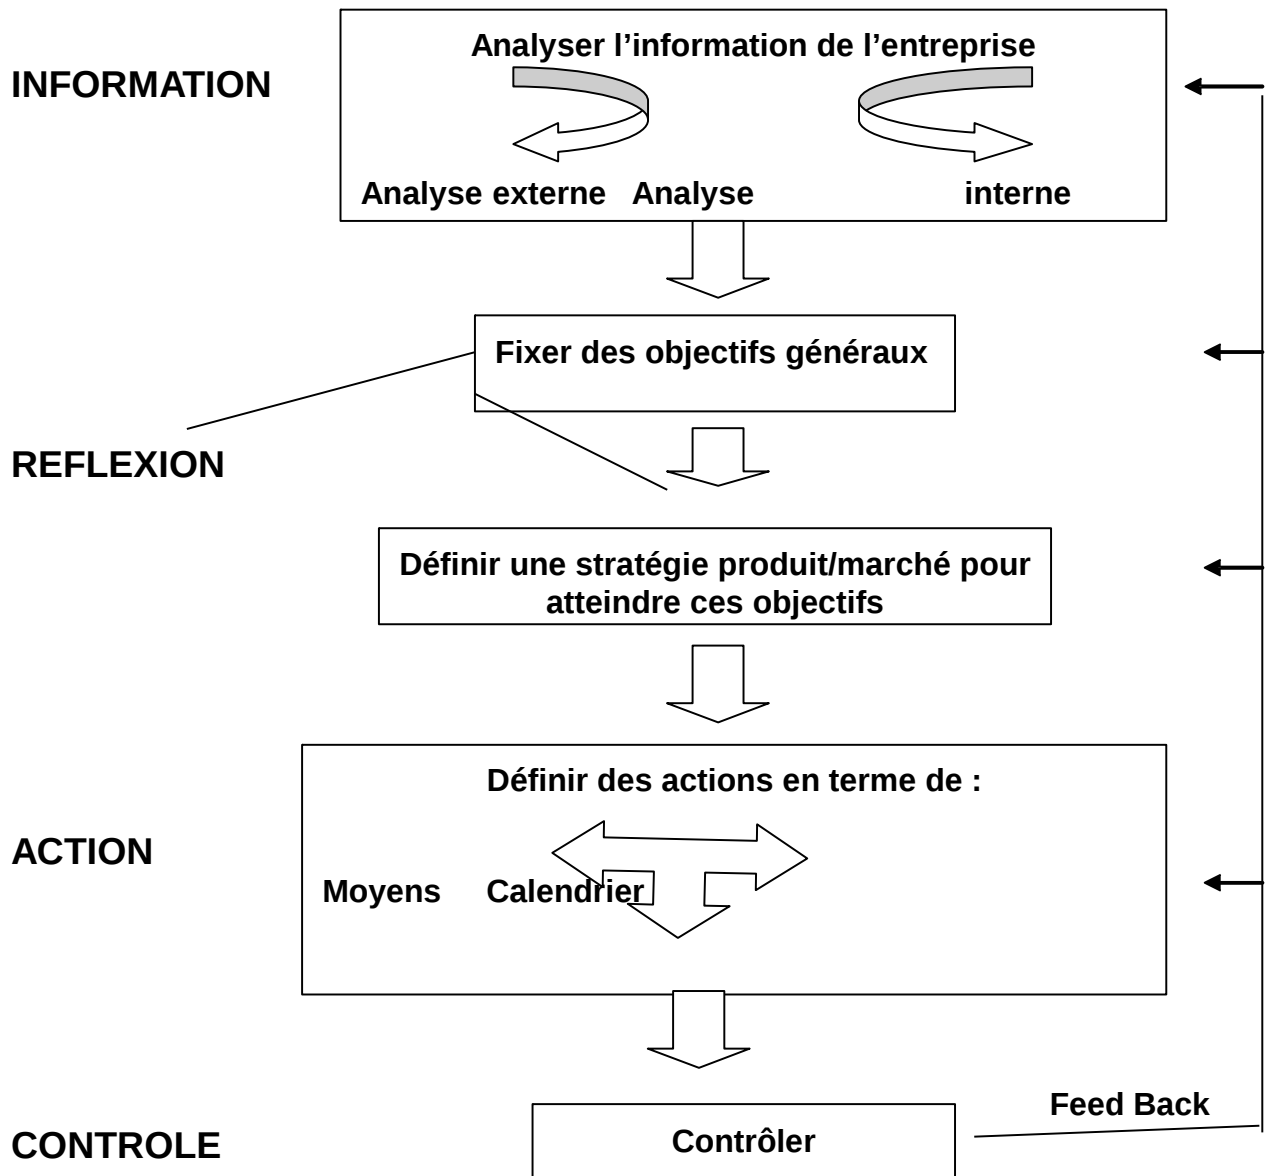 Analyser l’information de l’entreprise
INFORMATION
Analyse externe Analyse interne
Fixer des objectifs généraux
REFLEXION
Définir une stratégie produit/marché pour
atteindre ces objectifs
Définir des actions en terme de :
ACTION
Moyens Calendrier
Feed Back
CONTROLE
Contrôler